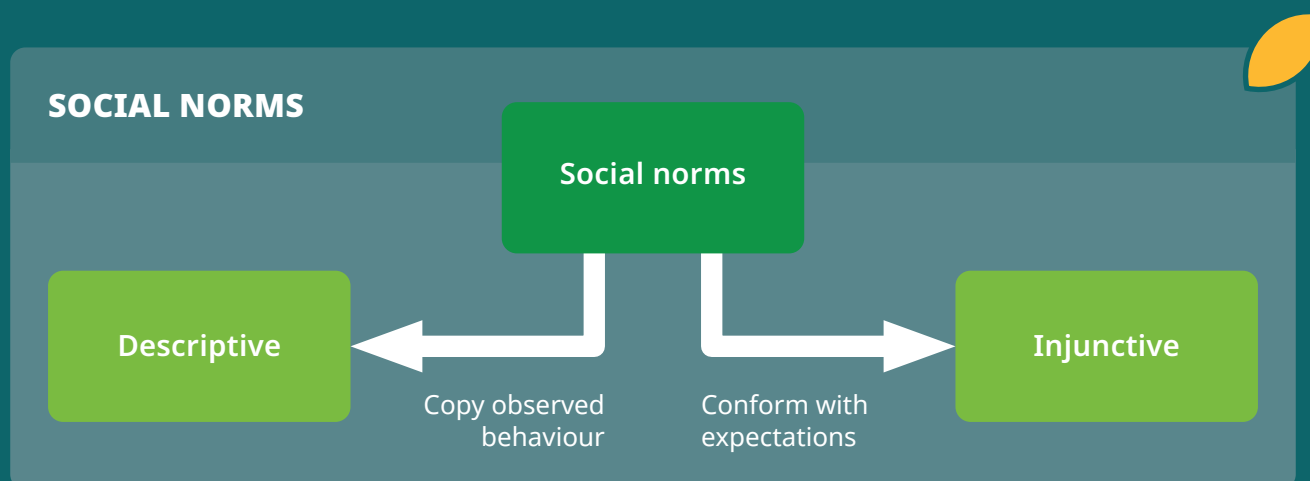 SOCIAL NORMS
Social norms
Descriptive
Injunctive
Copy observed
behaviour
Conform with
expectations